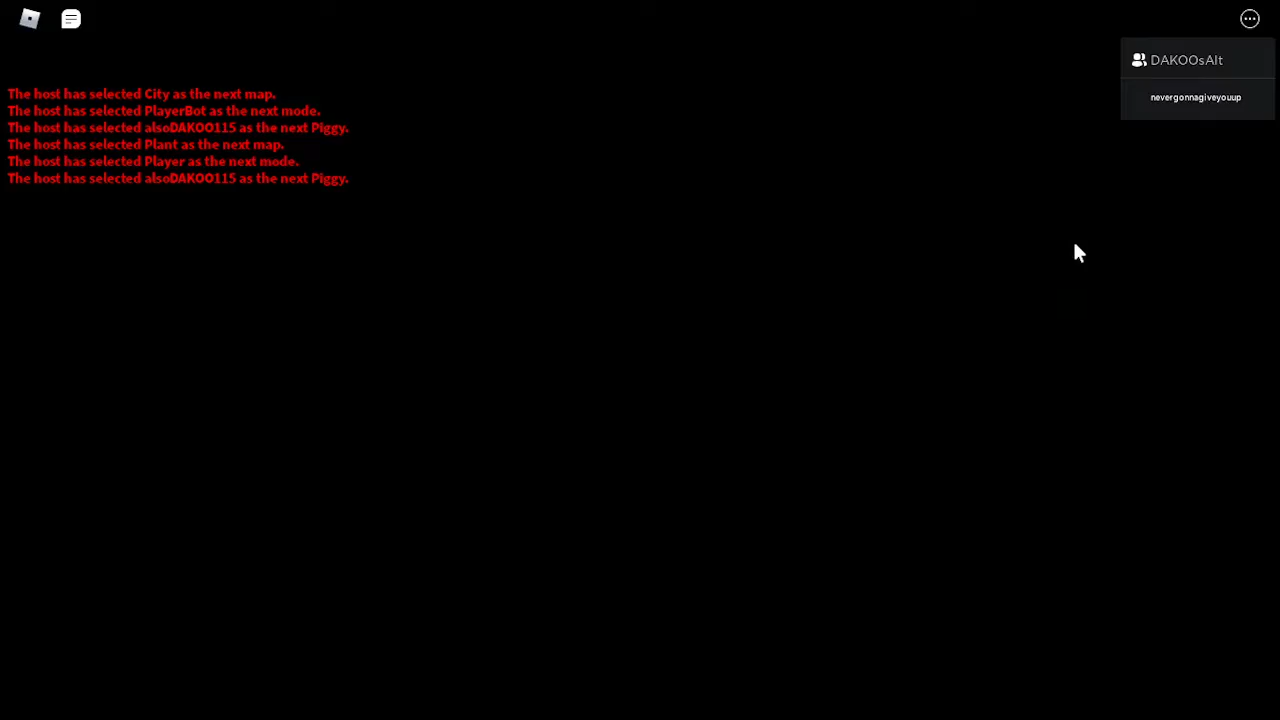 DAKOOsAlt
The host has selected City as the next map.
nevergonnagiveyouup
The host has selected PlayerBot as the next mode.
The host has selected alsoDAKOO115 as the next Piggy.
The host has selected Plant as the next map.
The host has selected Player as the next mode.
The host has selected alsoDAKOO115 as the next Piggy.